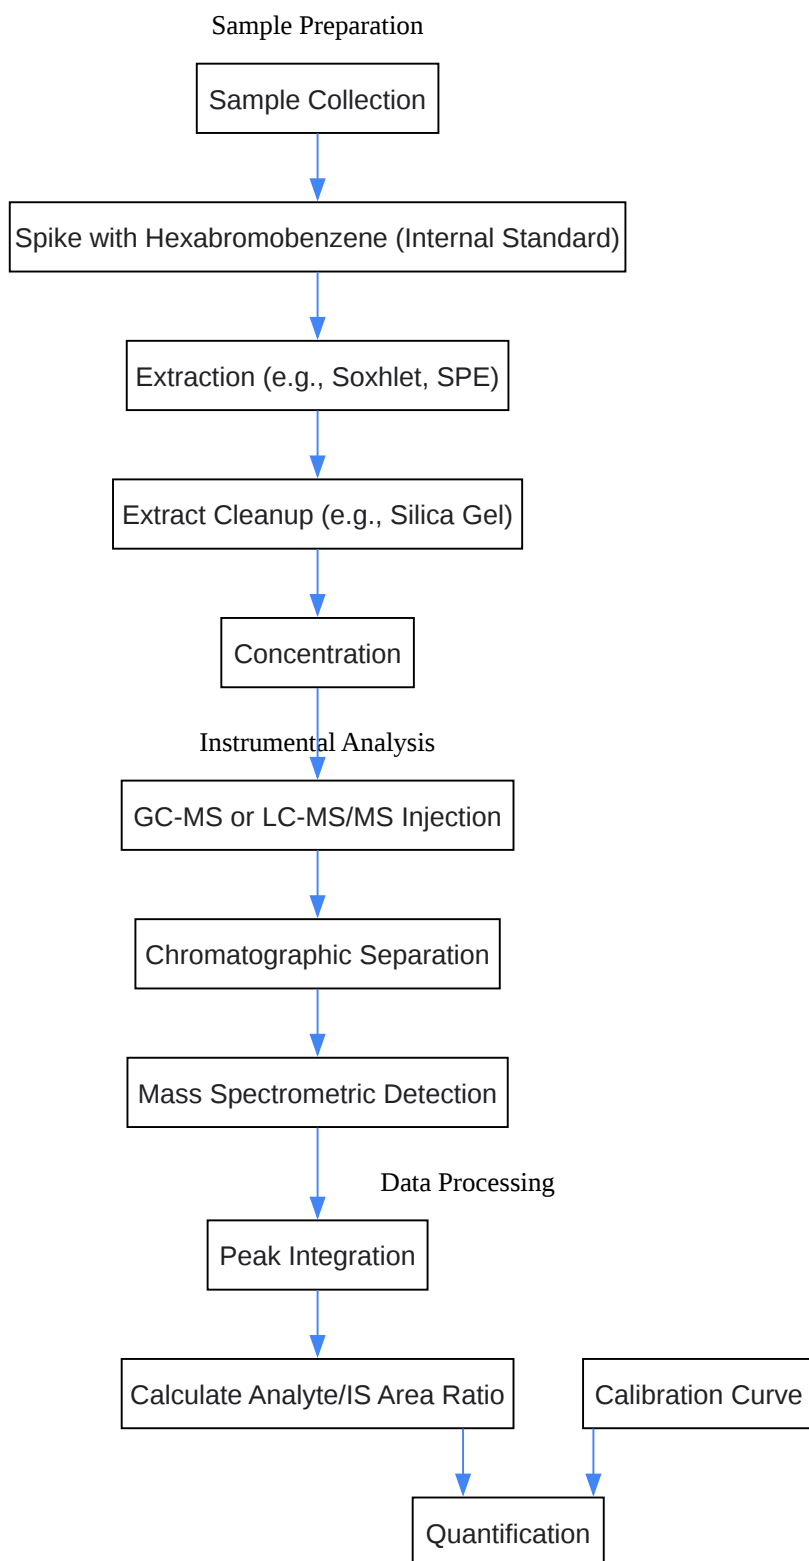 Sample Preparation
Sample Collection
Spike with Hexabromobenzene (Internal Standard)
Extraction (e.g., Soxhlet, SPE)
Extract Cleanup (e.g., Silica Gel)
Concentration
Instrumental Analysis
GC-MS or LC-MS/MS Injection
Chromatographic Separation
Mass Spectrometric Detection
Data Processing
Peak Integration
Calculate Analyte/IS Area Ratio
Calibration Curve
Quantification